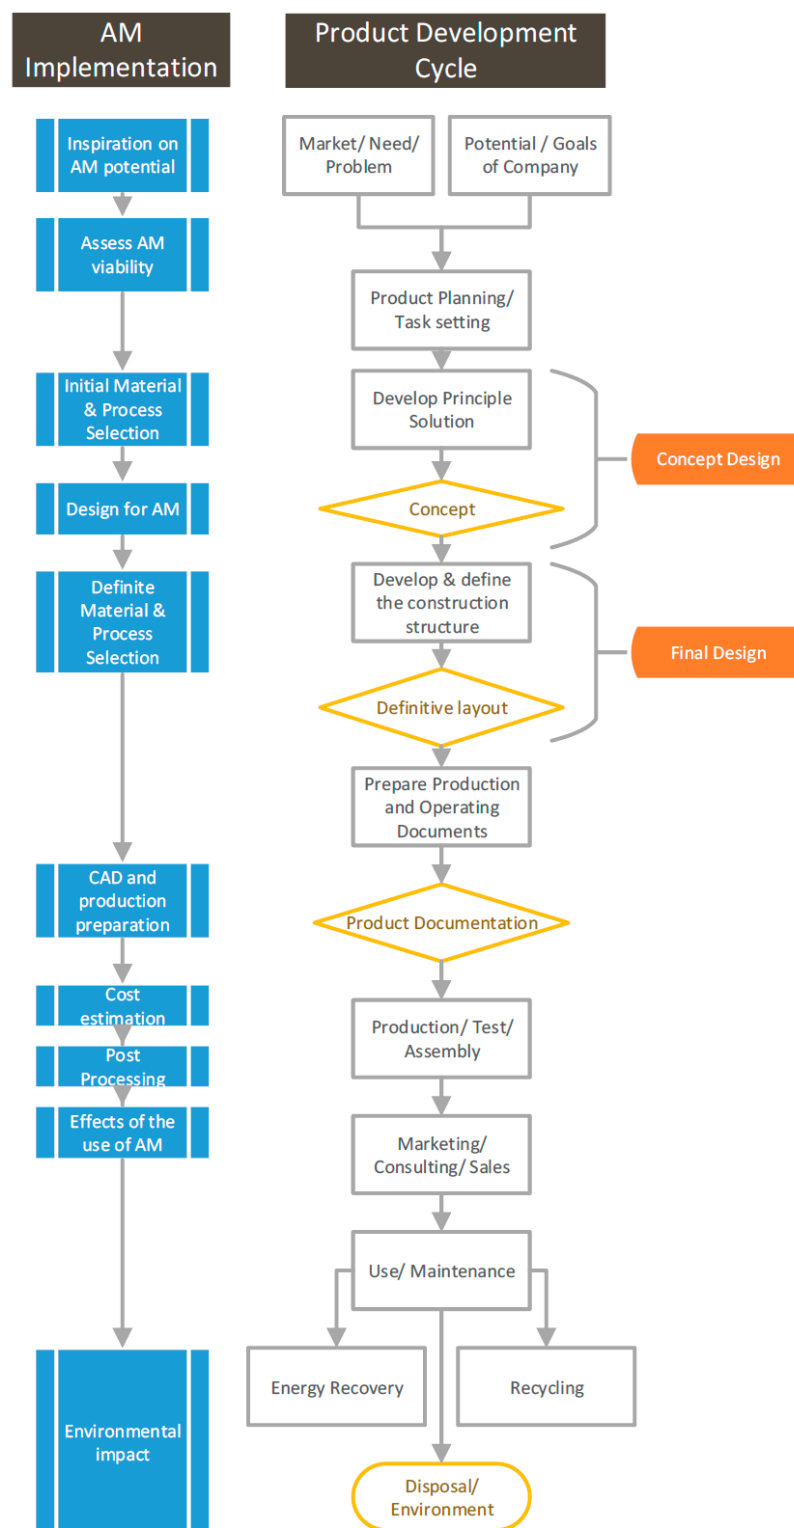 AM
Implementation
Product Development
Cycle
Inspiration on
AM potential
Assess AM
viability
Initial Material
& Process
Selection
Design for AM
Definite
Material &
Process
Selection
CAD and
production
preparation
Cost
estimation
Post
Processing
Effects of the
use of AM
Environmental
impact
Market/ Need/
Problem
Potential / Goals
of Company
Product Planning/
Task setting
Develop Principle
Solution
Concept
Concept Design
Develop & define
the construction
structure
Definitive layout
Final Design
Prepare Production
and Operating
Documents
Product Documentation
Production/ Test/
Assembly
Marketing/
Consulting/ Sales
Use/ Maintenance
Energy Recovery
Recycling
Disposal/
Environment